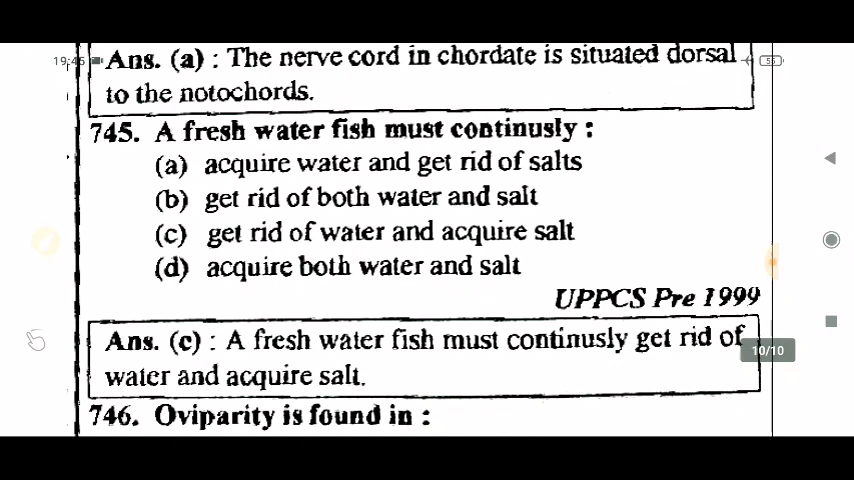 19:45
55
Ans. (a) : The nerve cord in chordate is situated dorsal
to the notochords.
745. A fresh water fish must continusly :
(a) acquire water and get rid of salts
(b) get rid of both water and salt
(c) get rid of water and acquire salt
(d) acquire both water and salt
UPPCS Pre 1999
Ans. (c) : A fresh water fish must continusly get rid of
water and acquire salt.
10/10
746. Oviparity is found in :